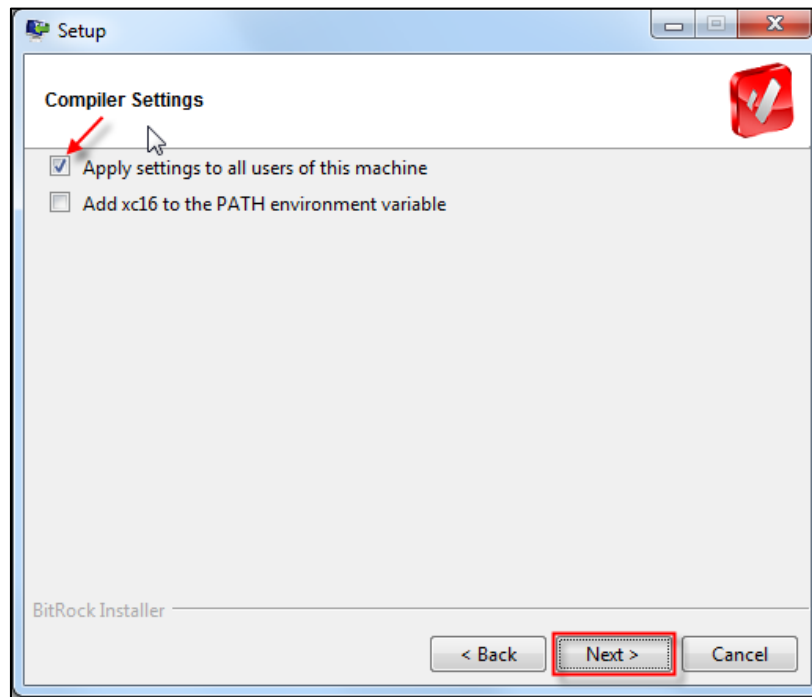 Setup
Compiler Settings
Apply settings to all users of this machine
Add xc16 to the PATH environment variable
BitRock Installer
< Back Next > Cancel